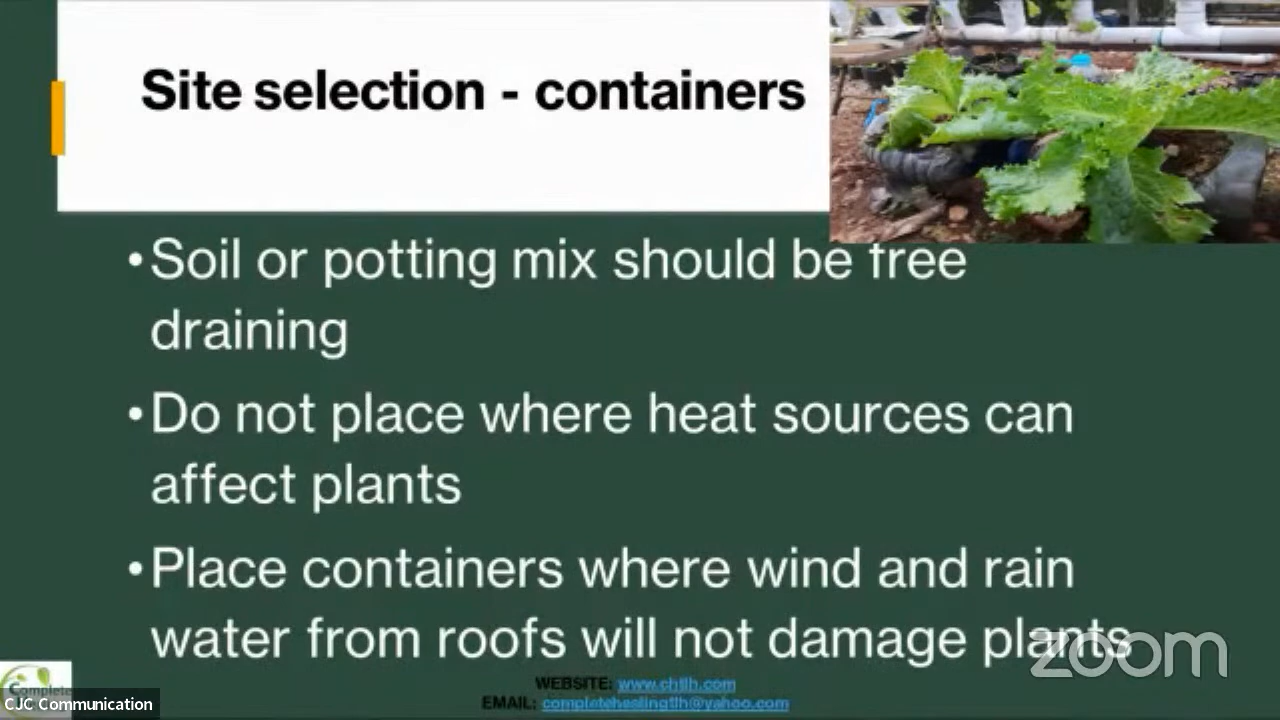 Site selection - containers
•Soil or potting mix should be free
draining
•Do not place where heat sources can
affect plants
•Place containers where wind and rain
water from roofs will not damage plants
zoom
Complete
CJC Communication
WEBSITE: www.chtlh.com
EMAIL: completehealingtlh@yahoo.com